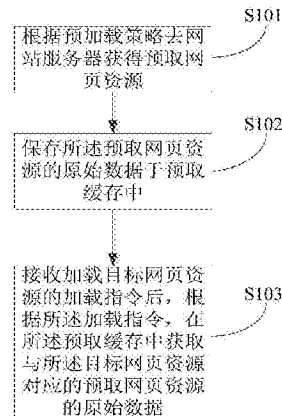 S101
根据预加载策略去网
站服务器获得预取网
页资源
S102
保存所述预取网页资
源的原始数据于预取
缓存中
S103
接收加载目标网页资
源的加载指令后，根
据所述加载指令，在
所述预取缓存中获取
与所述目标网页资源
对应的预取网页资源
的原始数据